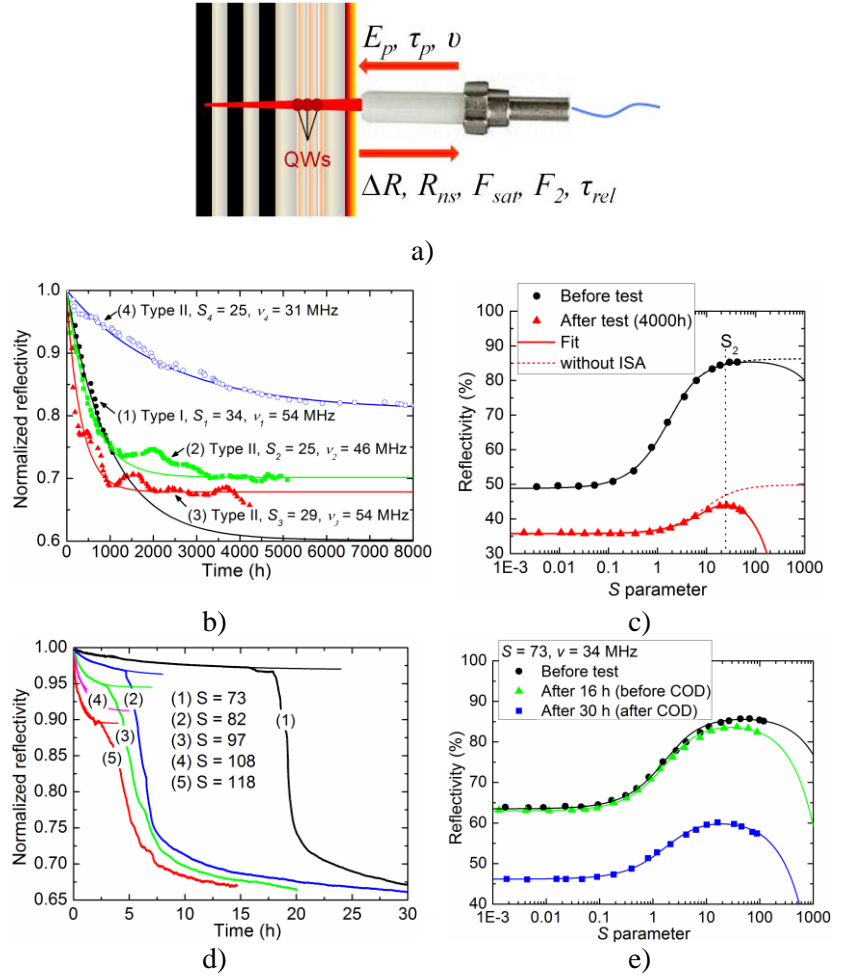 E_p, τ_p, υ
QWs
ΔR, R_ns, F_sat, F_2, τ_rel
a)
Normalized reflectivity
1.0
0.9
0.8
0.7
0.6
(4) Type II, S_4 = 25, ν_4 = 31 MHz
(1) Type I, S_1 = 34, ν_1 = 54 MHz
(2) Type II, S_2 = 25, ν_2 = 46 MHz
(3) Type II, S_3 = 29, ν_3 = 54 MHz
0 1000 2000 3000 4000 5000 6000 7000 8000
Time (h)
b)
Reflectivity (%)
100
90
80
70
60
50
40
30
Before test
After test (4000h)
Fit
without ISA
S_2
1E-3 0.01 0.1 1 10 100 1000
S parameter
c)
Normalized reflectivity
1.00
0.95
0.90
0.85
0.80
0.75
0.70
0.65
(1) S = 73
(2) S = 82
(3) S = 97
(4) S = 108
(5) S = 118
(4)
(2)
(3)
(5)
(1)
0 5 10 15 20 25 30
Time (h)
d)
Reflectivity (%)
100
90
80
70
60
50
40
S = 73, ν = 34 MHz
Before test
After 16 h (before COD)
After 30 h (after COD)
1E-3 0.01 0.1 1 10 100 1000
S parameter
e)